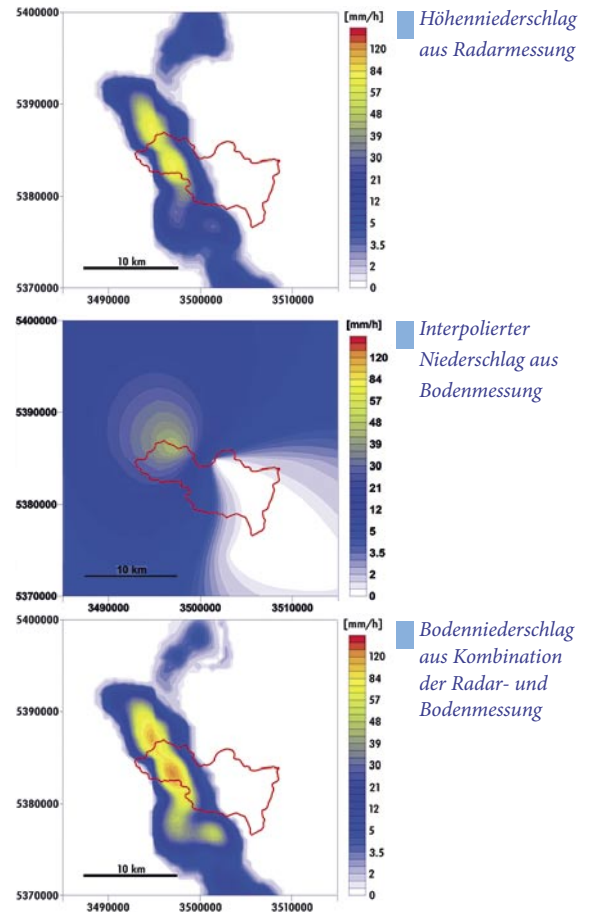 5400000
[mm/h]
Höhenniederschlag
aus Radarmessung
120
84
5390000
57
48
39
30
5380000
21
12
5
3.5
10 km
2
5370000
0
3490000 3500000 3510000
5400000
[mm/h]
Interpolierter
Niederschlag aus
Bodenmessung
120
84
5390000
57
48
39
30
5380000
21
12
5
3.5
10 km
2
5370000
0
3490000 3500000 3510000
5400000
[mm/h]
Bodenniederschlag
aus Kombination
der Radar- und
Bodenmessung
120
84
5390000
57
48
39
30
5380000
21
12
5
3.5
10 km
2
5370000
0
3490000 3500000 3510000